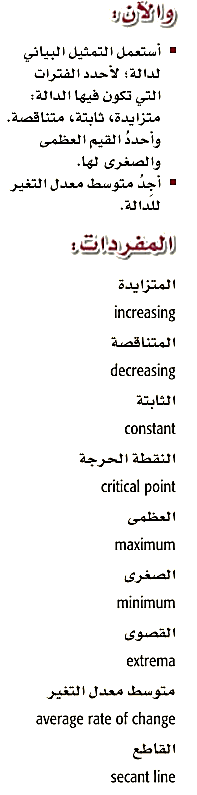 والآن:
▪ أستعمل التمثيل البياني
لدالة؛ لأحدد الفترات
التي تكون فيها الدالة:
متزايدة، ثابتة، متناقصة.
وأحددُ القيم العظمى
والصغرى لها.
▪ أجِدُ متوسط معدل التغير
للدالة.
المفردات:
المتزايدة
increasing
المتناقصة
decreasing
الثابتة
constant
النقطة الحرجة
critical point
العظمى
maximum
الصغرى
minimum
القصوى
extrema
متوسط معدل التغير
average rate of change
القاطع
secant line